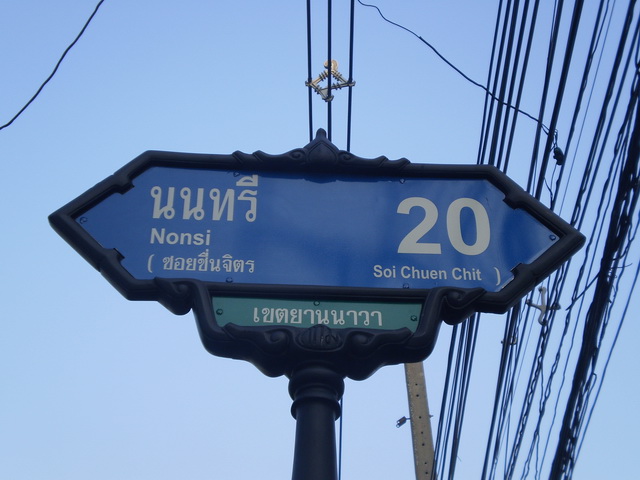 นนทรี 20
Nonsi
( ซอยชื่นจิตร Soi Chuen Chit )
เขตยานนาวา